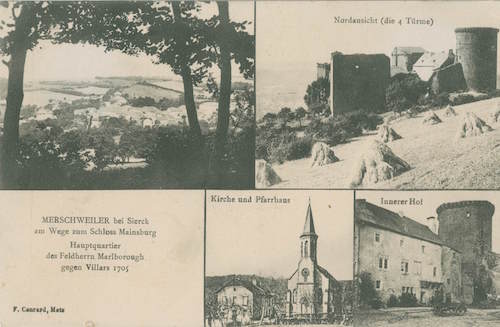 Nordansicht (die 4 Türme)
MERSCHWEILER bei Sierck
am Wege zum Schloss Mainsburg
Hauptquartier
des Feldherrn Marlborough
gegen Villars 1705
F. Conrard, Metz
Kirche und Pfarrhaus
Innerer Hof